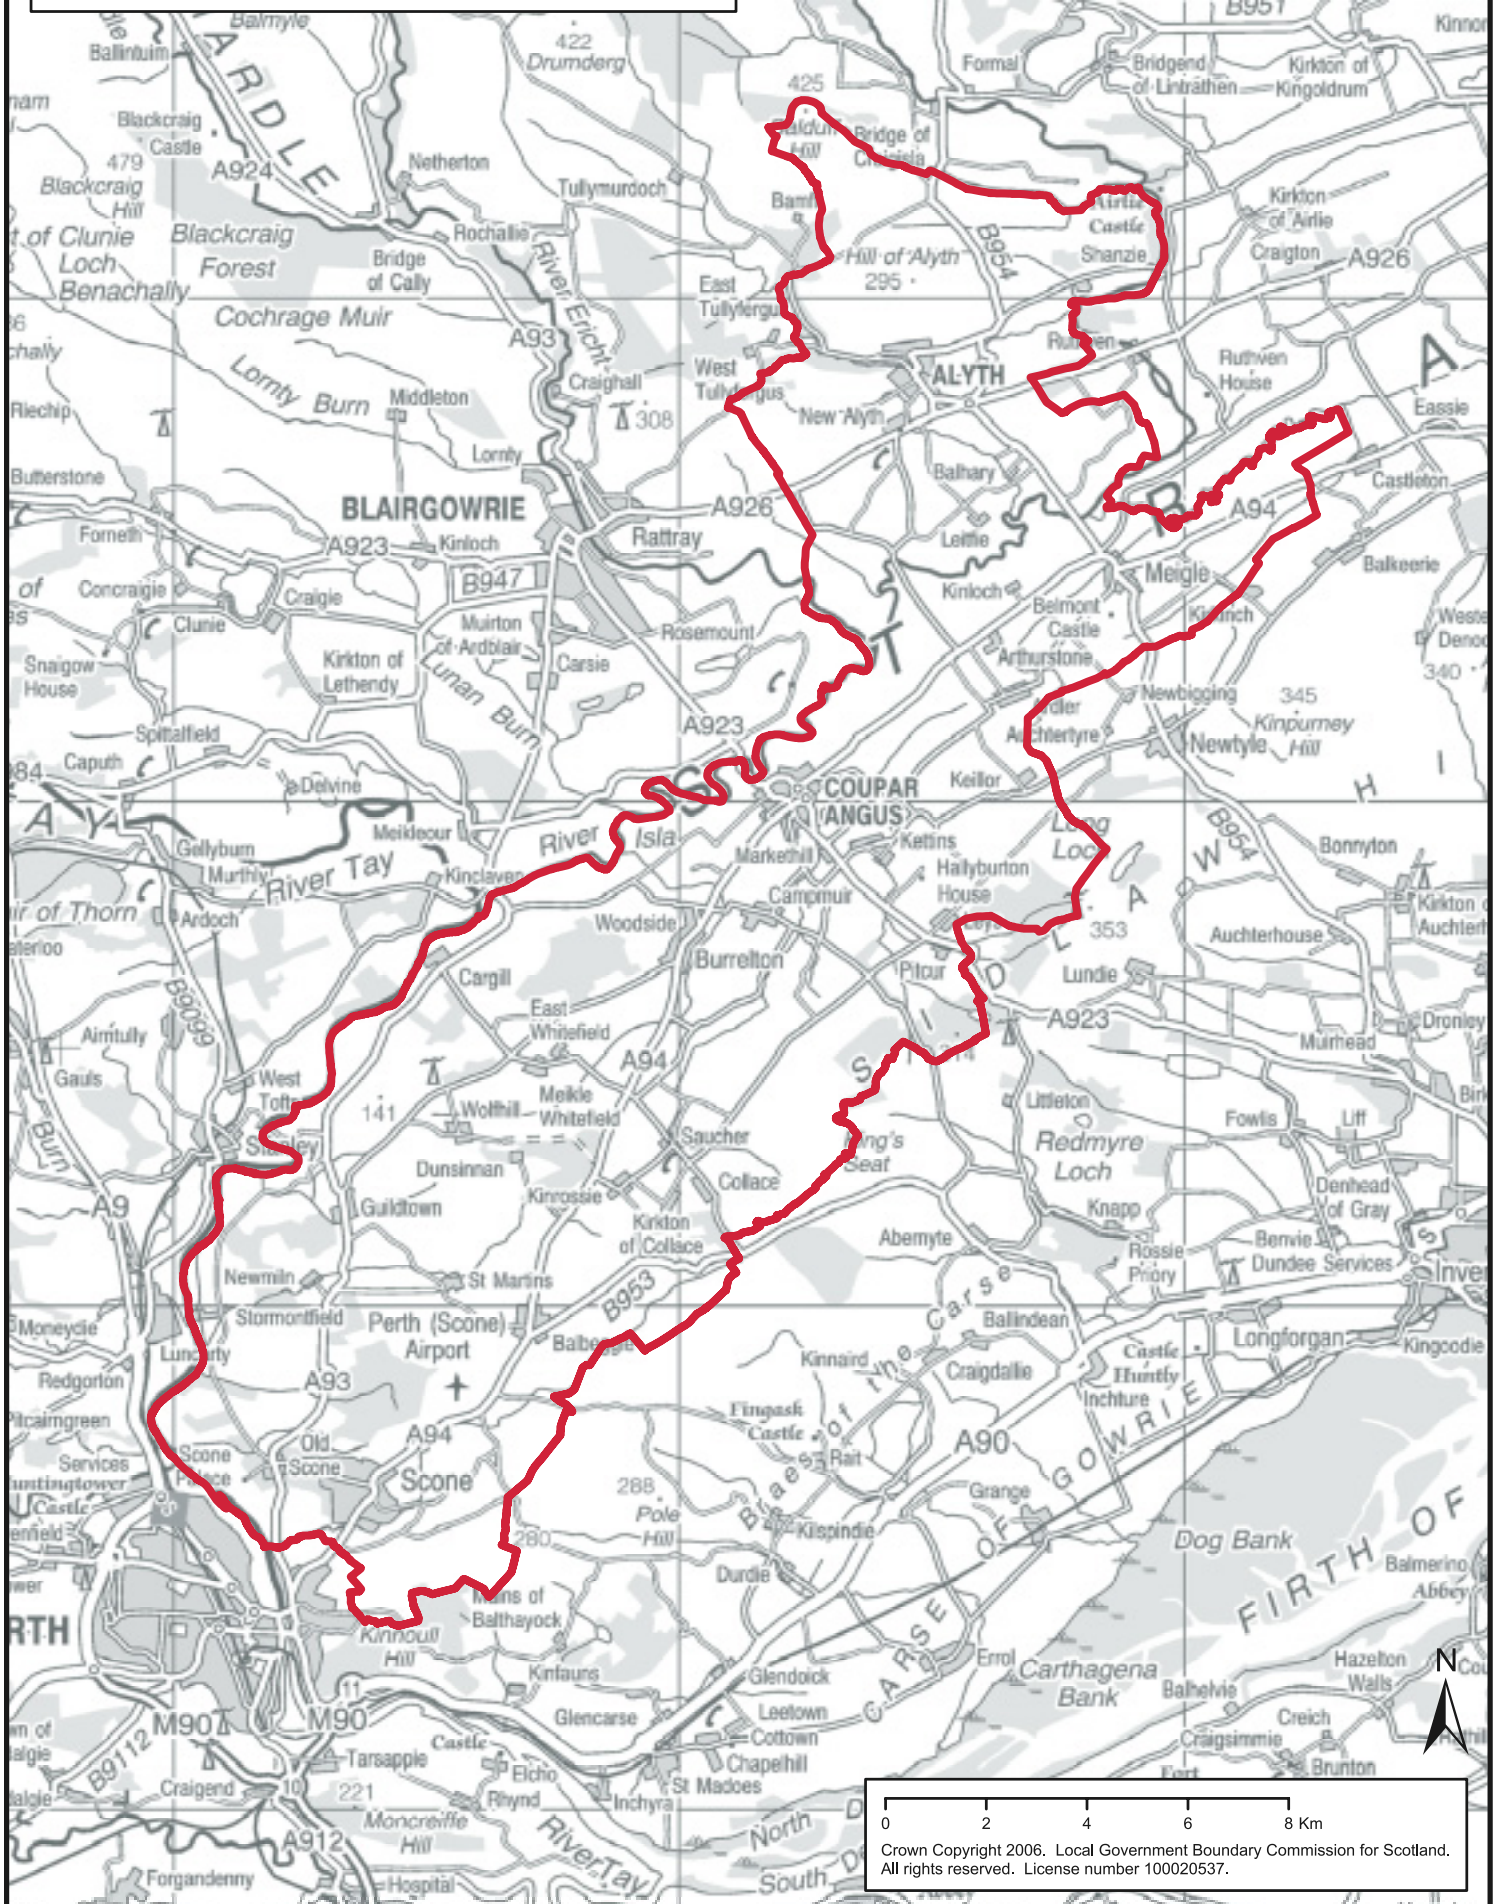 B951
Balmyle
422
Drumderg
Ballintuim
Formal
Bridgend
of Lintrathen
Kirkton of
Kingoldrum
425
Blackcraig
Castle
ARDLE
Bridge of
Craigisla
479
Blackcraig
Hill
A924
Netherton
Tullymurdoch
Hill
Kirkton
of Airlie
Castle
Blackcraig
Forest
Rochallie
Bridge
of Cally
River Ericht
Hill of Alyth
295
B954
Shanzie
Craigton
A926
Loch
Benachally
East
Cochrage Muir
A93
Lornty Burn
Craighall
West
Ruthven
House
ALYTH
A
Riechip
Middleton
308
New Alyth
Eassie
Butterstone
Lornty
Balhary
Castleton
BLAIRGOWRIE
A926
A94
Forneth
A923
Kinloch
Rattray
Leitfie
Balkeerie
Concraigie
B947
Craigie
Kinloch
Meigle
Belmont
Castle
Clunie
Muirton
of Ardblair
Rosemount
Arthurstone
Snaigow
House
Kirkton of
Lethendy
Carsie
T
340
Lunan Burn
Newbigging
345
Kinpurney
Hill
Spittalfield
A923
Newtyle
Caputh
Delvine
Keillor
COUPAR
ANGUS
H
I
AY
Meikleour
River
Isla
Kettins
Long
Loch
B954
Bonnyton
Gellyburn
Murthly
River Tay
Kinclaven
Markethill
Hallyburton
House
W
Campmuir
A
Ardoch
Woodside
353
Auchterhouse
L
Burrelton
Pitcur
D
Lundie
Cargill
B9099
East
Whitefield
A923
Dronley
Airntully
Muirhead
Gauls
West
A94
S
I
141
Wolfhill
Meikle
Whitefield
Littleton
Fowlis
Liff
Burn
Saucher
Seat
Redmyre
Loch
Dunsinnan
Collace
A9
Guildtown
Kinrossie
Knapp
Denhead
of Gray
Kirkton
of Collace
Abernyte
Benvie
Dundee Services
Rossie
Priory
Newmiln
St Martins
B953
Moneydie
Stormontfield
Perth (Scone)
Airport
Ballindean
Longforgan
Kingoodie
Kinnaird
Castle
Huntly
Redgorton
A93
Craigdallie
Inchture
Fingask
Castle
Braes of the Carse
Old
Scone
A94
Rait
A90
Services
Scone
Scone
288
Pole
Hill
Grange
CARSE OF GOWRIE
Kilspindie
Dog Bank
FIRTH OF
280
Balmerino
Abbey
Durdie
Balthayock
Kinnoull
Hill
Errol
Kinfauns
Carthagena
Bank
Hazelton
Walls
N
11
Glendoick
Balhelvie
M90
M90
Glencarse
Leetown
Creich
Castle
Cottown
Craigsimmie
B9112
Tarsappie
Elcho
Chapelhill
Brunton
Craigend
10
221
Rhynd
St Madoes
Inchyra
Moncreiffe
Hill
A912
River Tay
North
South
Forgandenny
Hospital
0 2 4 6 8 Km
Crown Copyright 2006. Local Government Boundary Commission for Scotland.
All rights reserved. License number 100020537.